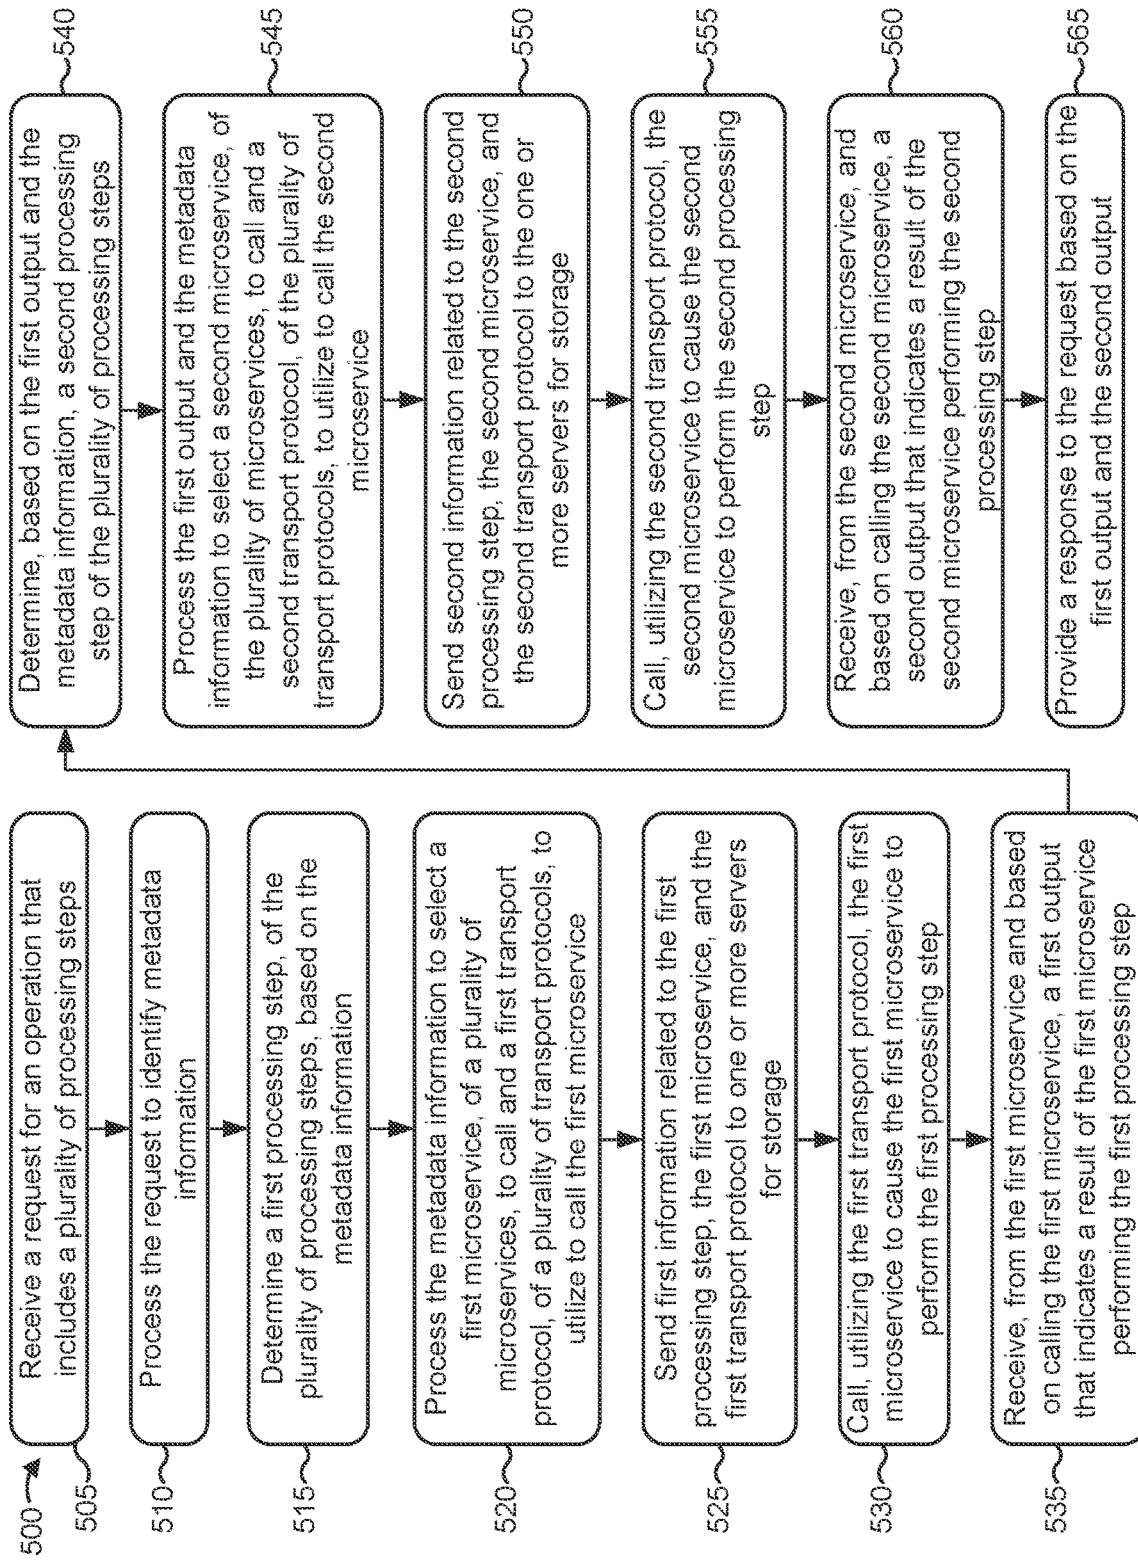 500
505
Receive a request for an operation that
includes a plurality of processing steps
510
Process the request to identify metadata
information
515
Determine a first processing step, of the
plurality of processing steps, based on the
metadata information
520
Process the metadata information to select a
first microservice, of a plurality of
microservices, to call and a first transport
protocol, of a plurality of transport protocols, to
utilize to call the first microservice
525
Send first information related to the first
processing step, the first microservice, and the
first transport protocol to one or more servers
for storage
530
Call, utilizing the first transport protocol, the first
microservice to cause the first microservice to
perform the first processing step
535
Receive, from the first microservice and based
on calling the first microservice, a first output
that indicates a result of the first microservice
performing the first processing step
540
Determine, based on the first output and the
metadata information, a second processing
step of the plurality of processing steps
545
Process the first output and the metadata
information to select a second microservice, of
the plurality of microservices, to call and a
second transport protocol, of the plurality of
transport protocols, to utilize to call the second
microservice
550
Send second information related to the second
processing step, the second microservice, and
the second transport protocol to the one or
more servers for storage
555
Call, utilizing the second transport protocol, the
second microservice to cause the second
microservice to perform the second processing
step
560
Receive, from the second microservice, and
based on calling the second microservice, a
second output that indicates a result of the
second microservice performing the second
processing step
565
Provide a response to the request based on the
first output and the second output